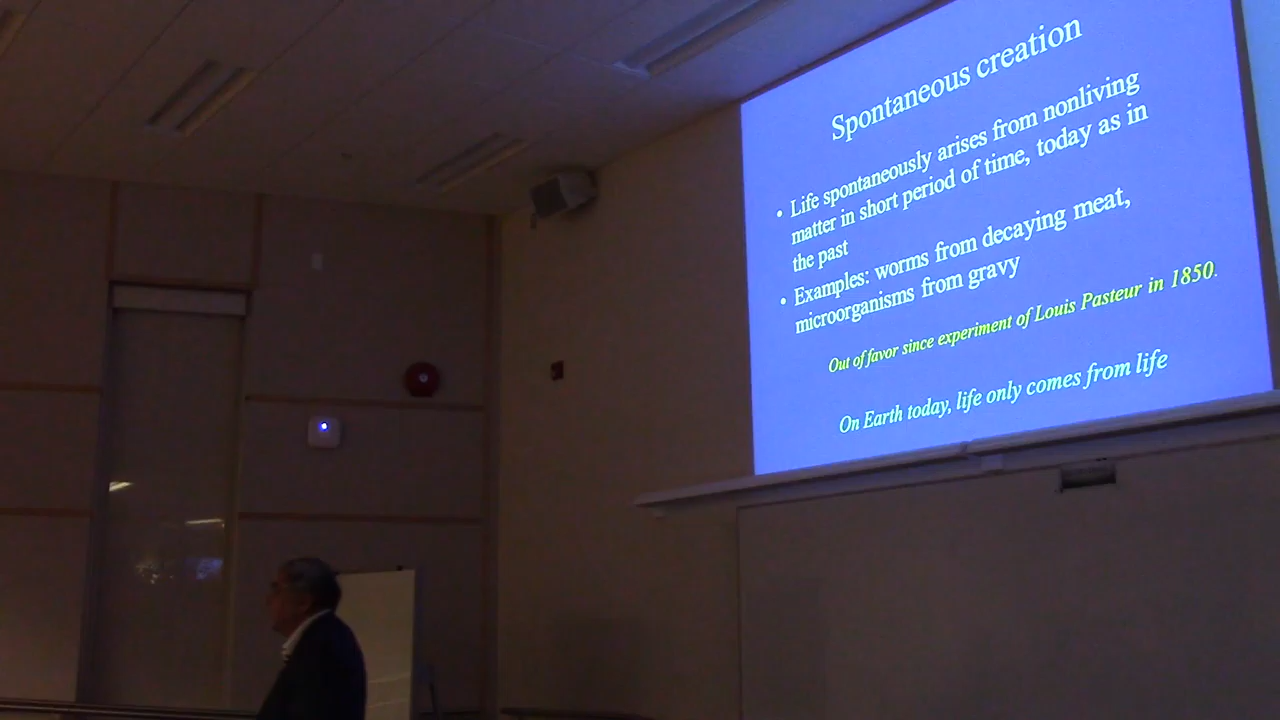 Spontaneous creation
• Life spontaneously arises from nonliving
matter in short period of time, today as in
the past
• Examples: worms from decaying meat,
microorganisms from gravy
Out of favor since experiment of Louis Pasteur in 1850.
On Earth today, life only comes from life